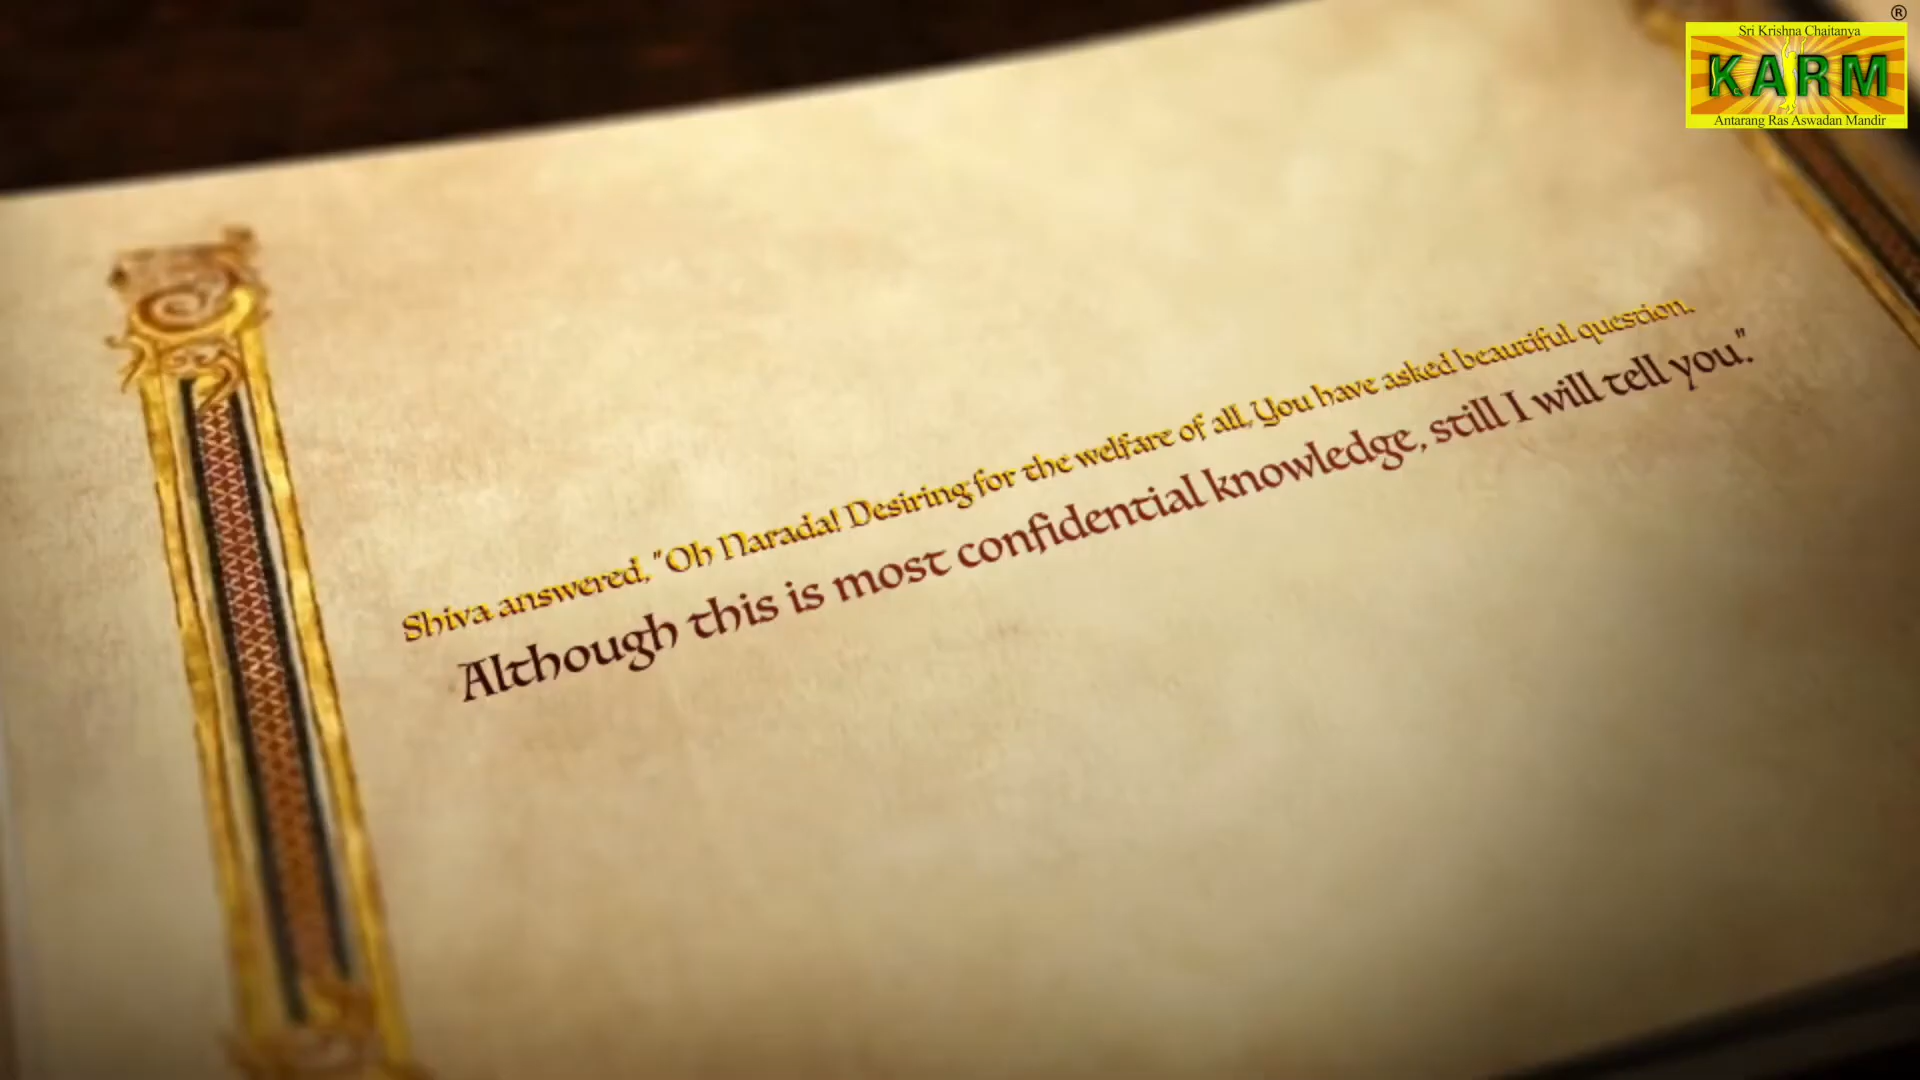 ®
Sri Krishna Chaitanya
KARM
Antarang Ras Aswadan Mandir
Shiva answered, "Oh Narada! Desiring for the welfare of all, You have asked beautiful question.
Although this is most confidential knowledge, still I will tell you".